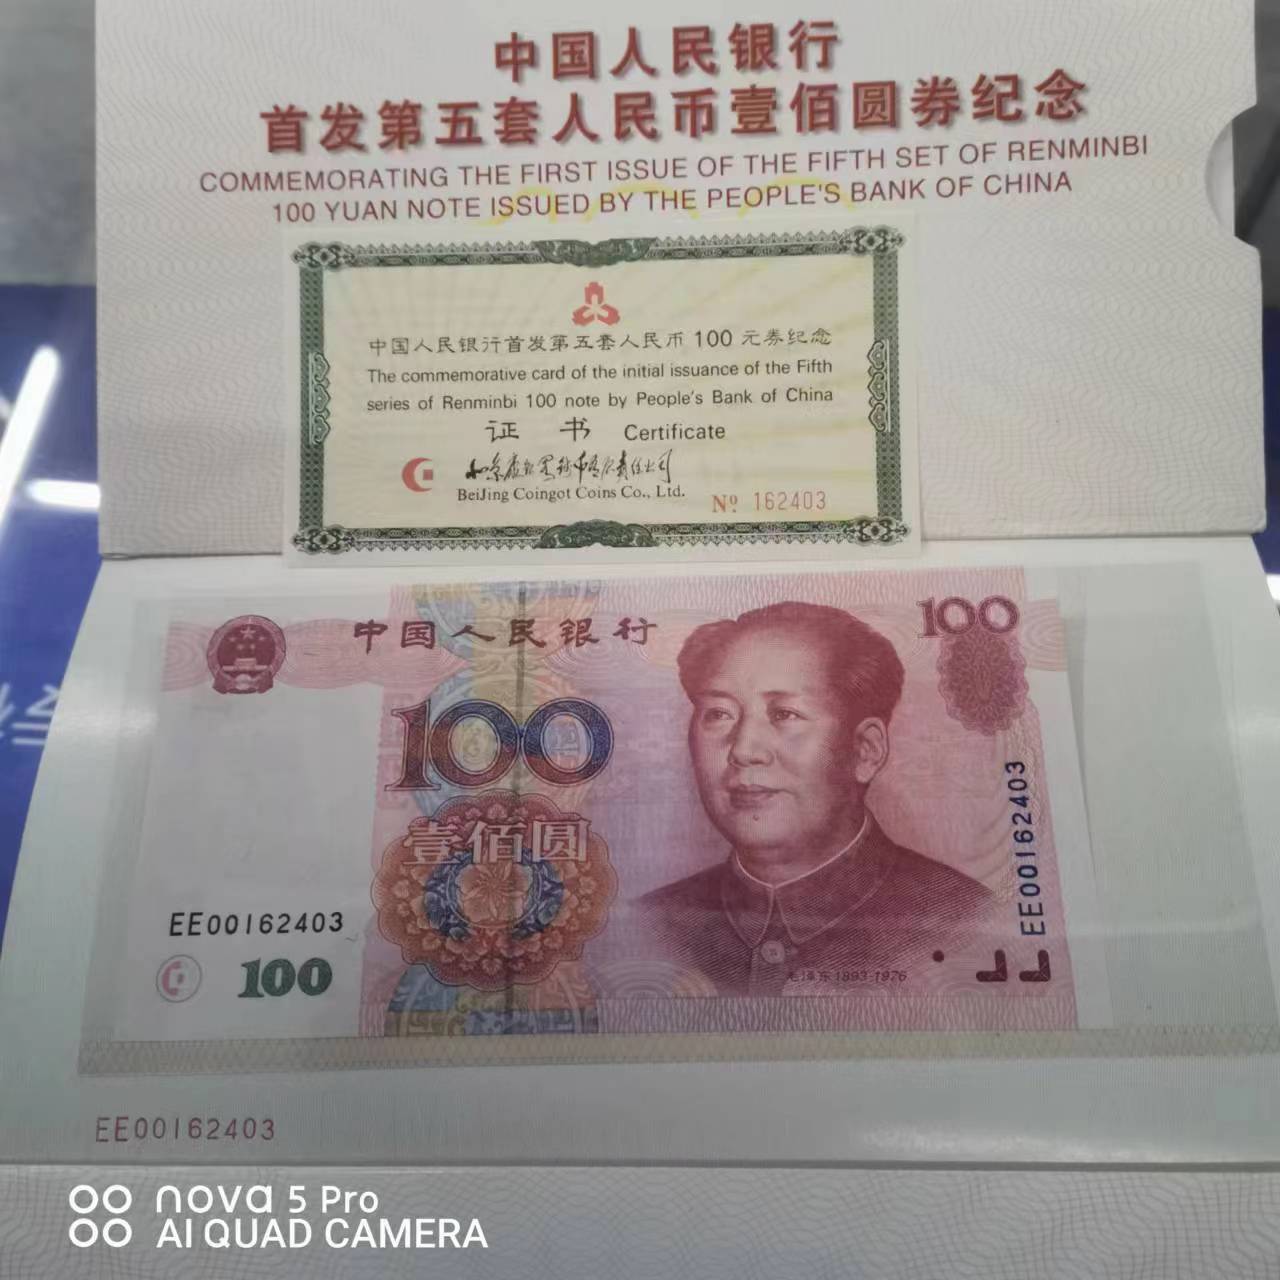 中国人民银行
首发第五套人民币壹佰圆券纪念
COMMEMORATING THE FIRST ISSUE OF THE FIFTH SET OF RENMINBI
100 YUAN NOTE ISSUED BY THE PEOPLE'S BANK OF CHINA
中国人民银行首发第五套人民币 100 元券纪念
The commemorative card of the initial issuance of the Fifth
series of Renminbi 100 note by People's Bank of China
证 书 Certificate
BeiJing Coingot Coins Co., Ltd.
Nº 162403
中国人民银行
100
100
壹佰圆
EE00162403
EE00162403
100
毛泽东 1893-1976
EE00162403
nova 5 Pro
AI QUAD CAMERA